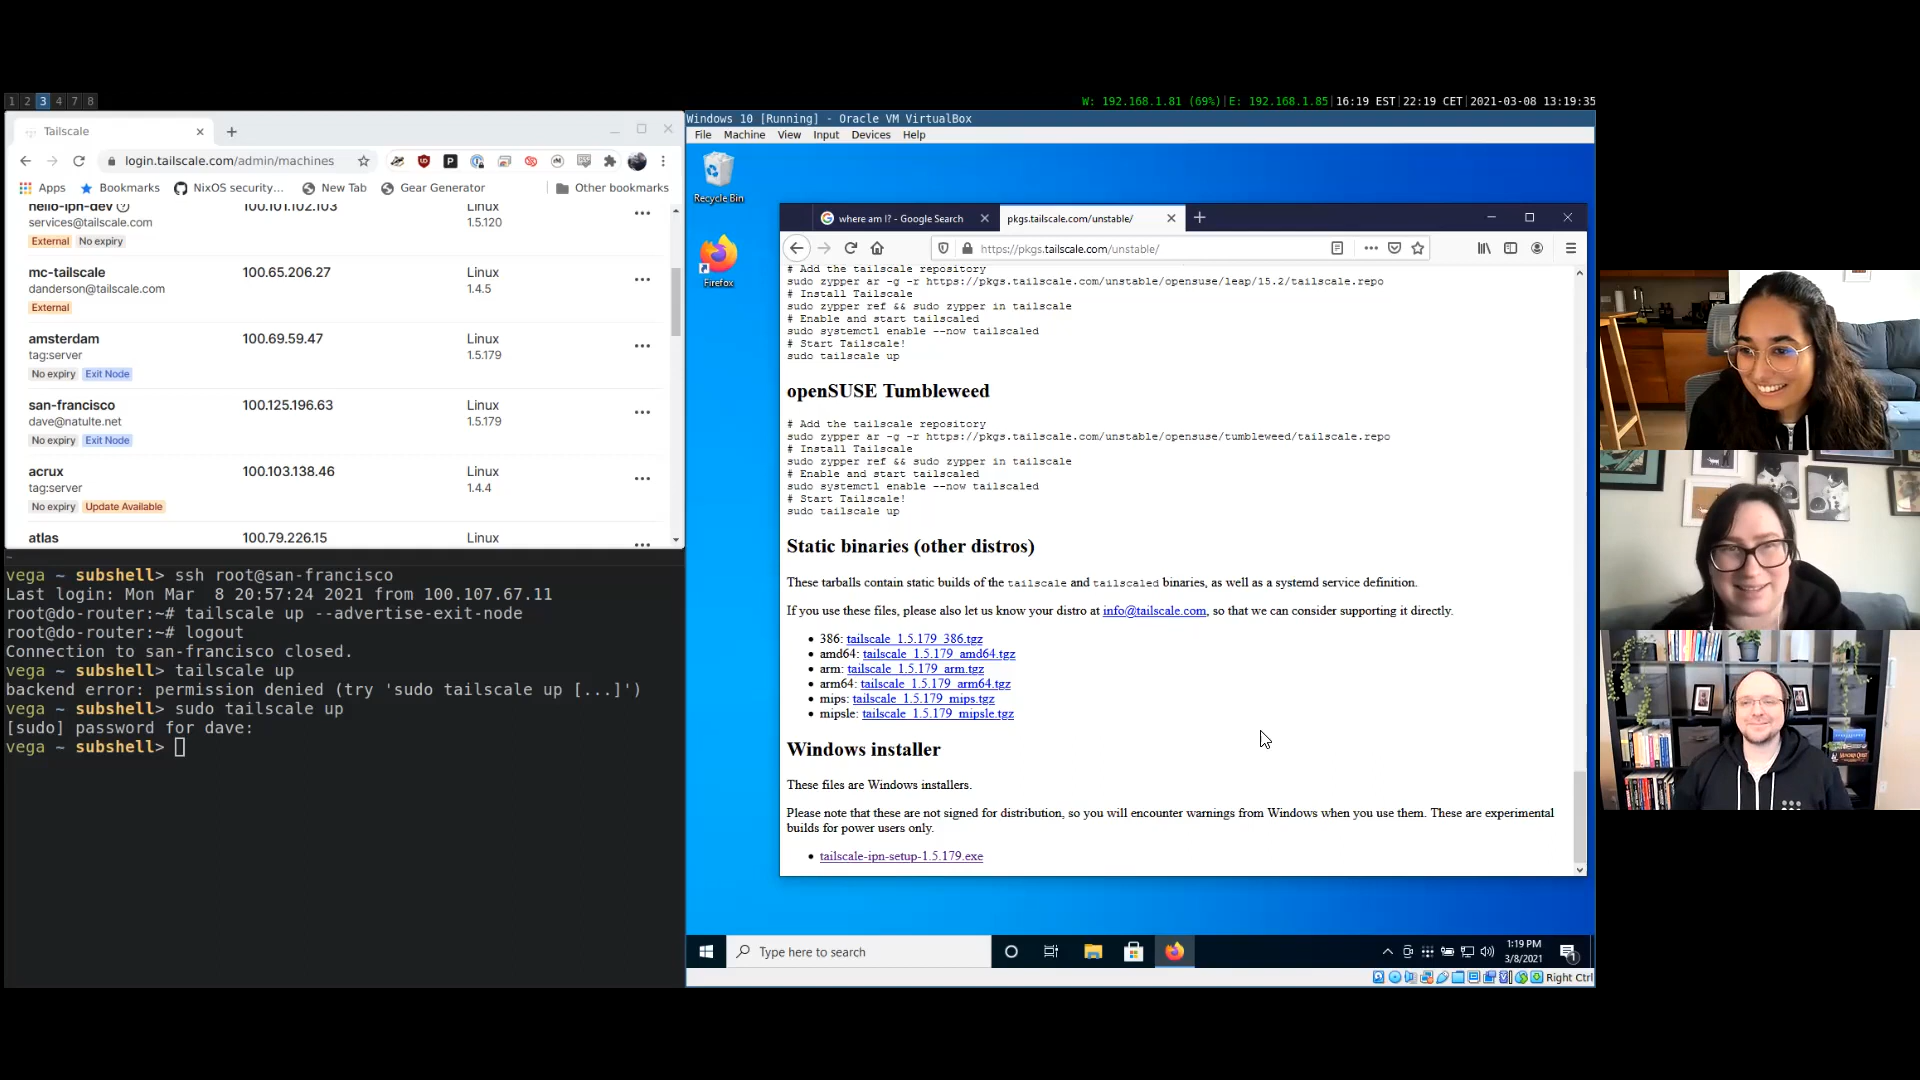 1 2 3 4 7 8
W: 192.168.1.81 (69%)|E: 192.168.1.85|16:19 EST|22:19 CET|2021-03-08 13:19:35
Tailscale
login.tailscale.com/admin/machines
Apps Bookmarks NixOS security... New Tab Gear Generator Other bookmarks
hello-ipn-dev 100.101.102.103 Linux
services@tailscale.com 1.5.120
External No expiry
mc-tailscale 100.65.206.27 Linux
danderson@tailscale.com 1.4.5
External
amsterdam 100.69.59.47 Linux
tag:server 1.5.179
No expiry Exit Node
san-francisco 100.125.196.63 Linux
dave@natulte.net 1.5.179
No expiry Exit Node
acrux 100.103.138.46 Linux
tag:server 1.4.4
No expiry Update Available
atlas 100.79.226.15 Linux
~
vega ~ subshell> ssh root@san-francisco
Last login: Mon Mar  8 20:57:24 2021 from 100.107.67.11
root@do-router:~# tailscale up --advertise-exit-node
root@do-router:~# logout
Connection to san-francisco closed.
vega ~ subshell> tailscale up
backend error: permission denied (try 'sudo tailscale up [...]')
vega ~ subshell> sudo tailscale up
[sudo] password for dave:
vega ~ subshell>
Windows 10 [Running] - Oracle VM VirtualBox
File Machine View Input Devices Help
Recycle Bin
Firefox
where am I? - Google Search
pkgs.tailscale.com/unstable/
https://pkgs.tailscale.com/unstable/
# Add the tailscale repository
sudo zypper ar -g -r https://pkgs.tailscale.com/unstable/opensuse/leap/15.2/tailscale.repo
# Install Tailscale
sudo zypper ref && sudo zypper in tailscale
# Enable and start tailscaled
sudo systemctl enable --now tailscaled
# Start Tailscale!
sudo tailscale up
openSUSE Tumbleweed
# Add the tailscale repository
sudo zypper ar -g -r https://pkgs.tailscale.com/unstable/opensuse/tumbleweed/tailscale.repo
# Install Tailscale
sudo zypper ref && sudo zypper in tailscale
# Enable and start tailscaled
sudo systemctl enable --now tailscaled
# Start Tailscale!
sudo tailscale up
Static binaries (other distros)
These tarballs contain static builds of the tailscale and tailscaled binaries, as well as a systemd service definition.
If you use these files, please also let us know your distro at info@tailscale.com, so that we can consider supporting it directly.
• 386: tailscale_1.5.179_386.tgz
• amd64: tailscale_1.5.179_amd64.tgz
• arm: tailscale_1.5.179_arm.tgz
• arm64: tailscale_1.5.179_arm64.tgz
• mips: tailscale_1.5.179_mips.tgz
• mipsle: tailscale_1.5.179_mipsle.tgz
Windows installer
These files are Windows installers.
Please note that these are not signed for distribution, so you will encounter warnings from Windows when you use them. These are experimental
builds for power users only.
• tailscale-ipn-setup-1.5.179.exe
Type here to search
1:19 PM
3/8/2021
1
Right Ctrl